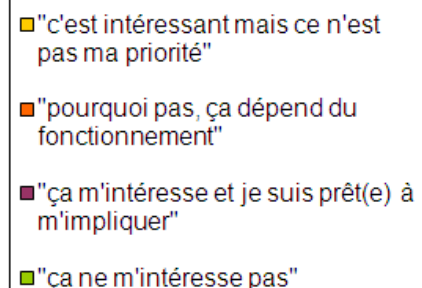 "c'est intéressant mais ce n'est
pas ma priorité"
"pourquoi pas, ça dépend du
fonctionnement"
"ça m'intéresse et je suis prêt(e) à
m'impliquer"
"ça ne m'intéresse pas"